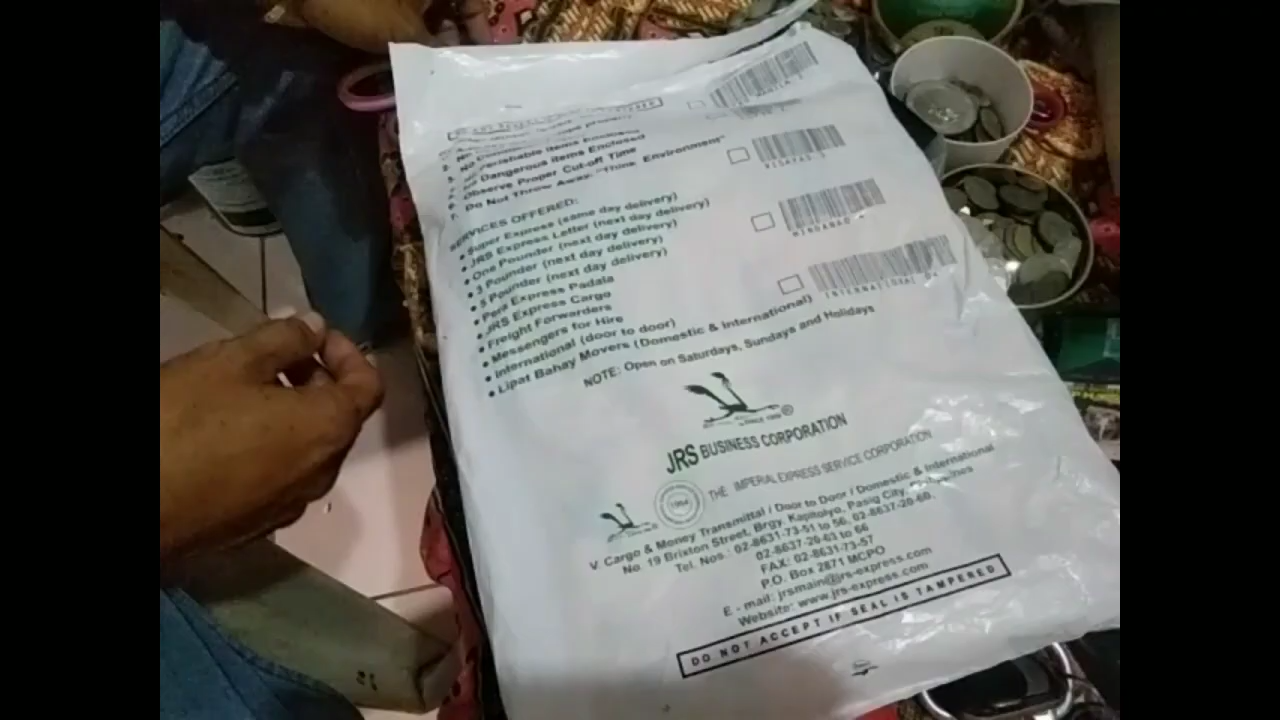 No Perishable Items Enclosed
No Dangerous Items Enclosed
Observe Proper Cut-off Time
7. Do Not Throw Away. "Think Environment"
SERVICES OFFERED:
• Super Express (same day delivery)
• JRS Express Letter (next day delivery)
• One Pounder (next day delivery)
• 3 Pounder (next day delivery)
• 5 Pounder (next day delivery)
• Pera Express Padala
• JRS Express Cargo
• Freight Forwarders
• Messengers for Hire
• International (door to door)
• Lipat Bahay Movers (Domestic & International)
NOTE: Open on Saturdays, Sundays and Holidays
VISAYAS
MINDANAO
INTERNATIONAL
SINCE 1960 ®
JRS BUSINESS CORPORATION
THE IMPERIAL EXPRESS SERVICE CORPORATION
V. Cargo & Money Transmittal / Door to Door / Domestic & International
No. 19 Brixton Street, Brgy. Kapitolyo, Pasig City, Philippines
Tel. Nos.: 02-8631-73-51 to 56, 02-8637-20-60,
02-8637-20-63 to 66
FAX: 02-8631-73-57
P.O. Box 2871 MCPO
E - mail: jrsmain@jrs-express.com
Website: www.jrs-express.com
DO NOT ACCEPT IF SEAL IS TAMPERED